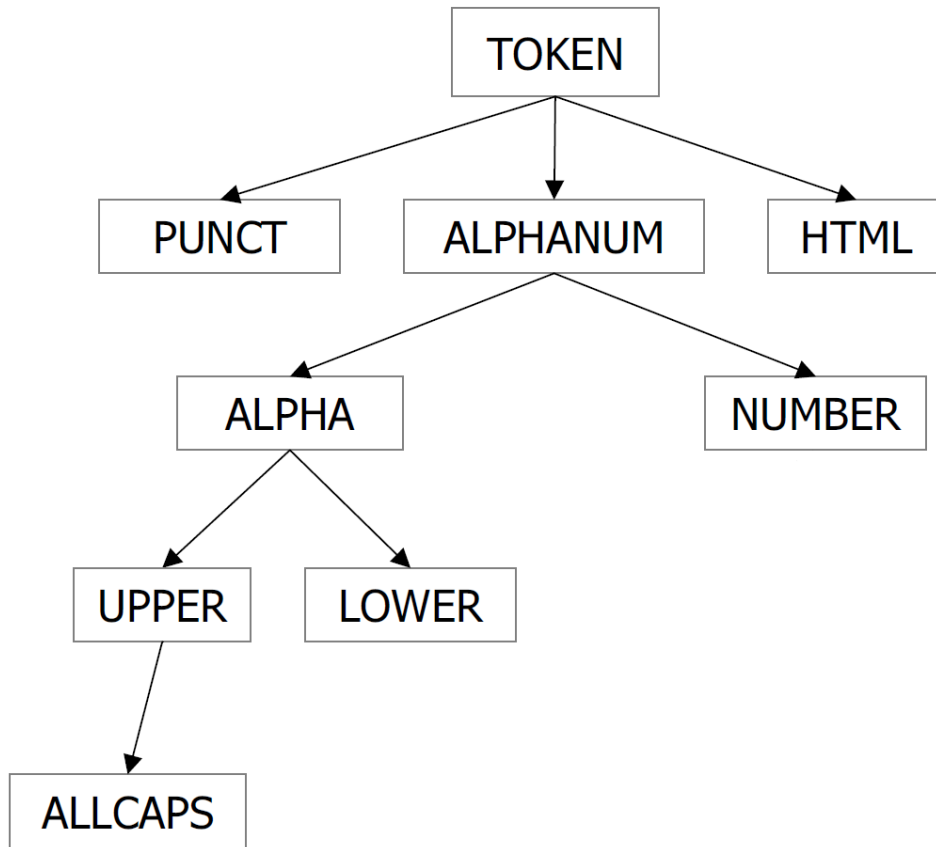 TOKEN
PUNCT
ALPHANUM
HTML
ALPHA
NUMBER
UPPER
LOWER
ALLCAPS